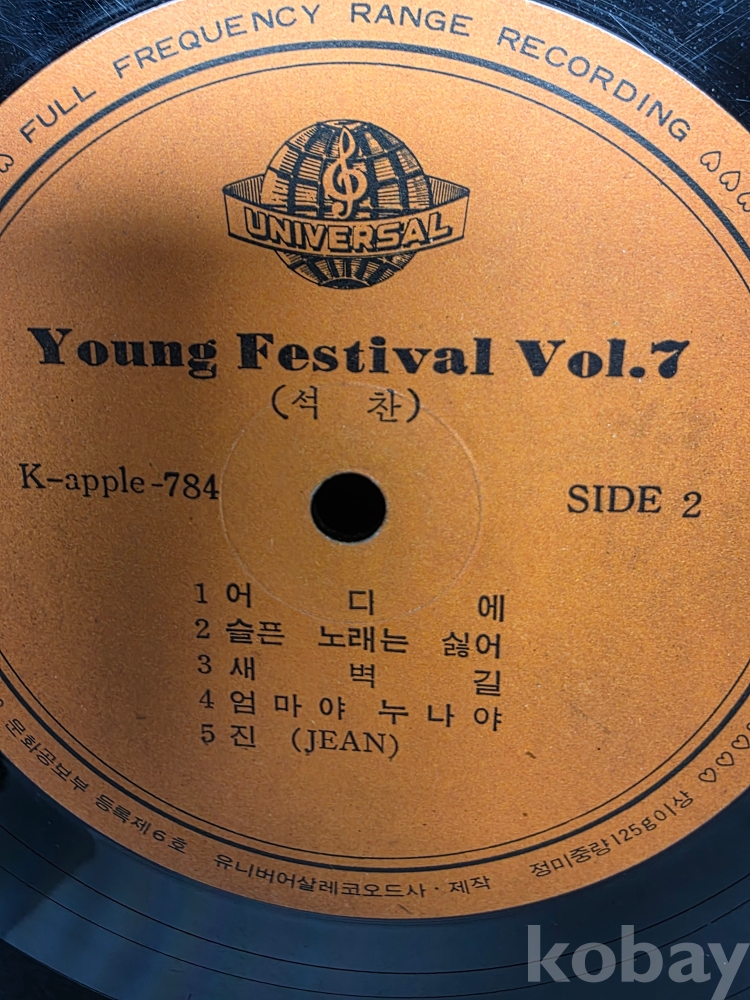 ♡ FULL FREQUENCY RANGE RECORDING ♡♡♡
UNIVERSAL
Young Festival Vol.7
(석 찬)
K-apple-784
SIDE 2
1 어 디 에
2 슬픈 노래는 싫어
3 새 벽 길
4 엄 마 야 누 나 야
5 진 (JEAN)
문화공보부 등록제6호 유니버어살레코오드사·제작 정미중량125g이상 ♡♡♡
kobay